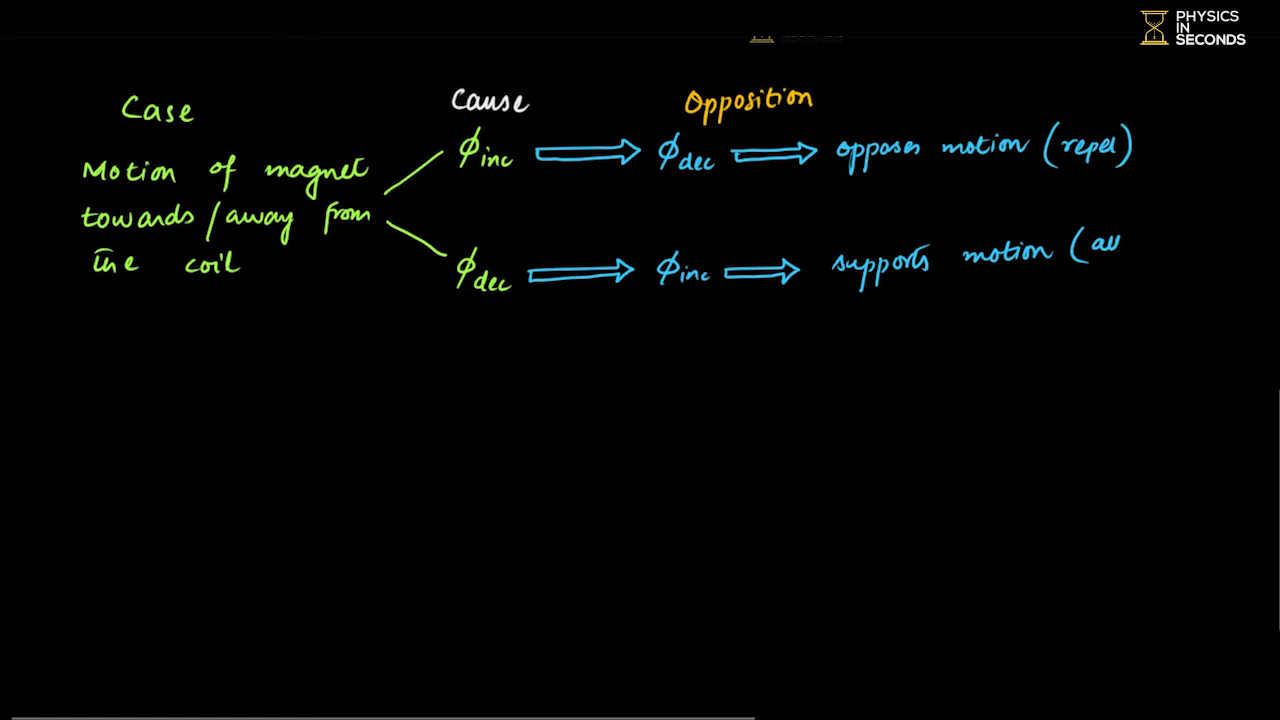 PHYSICS
IN
SECONDS
Case
Cause
Opposition
Motion of magnet
towards/away from
the coil
ϕinc ⇒ ϕdec ⇒ opposes motion (repel)
ϕdec ⇒ ϕinc ⇒ supports motion (